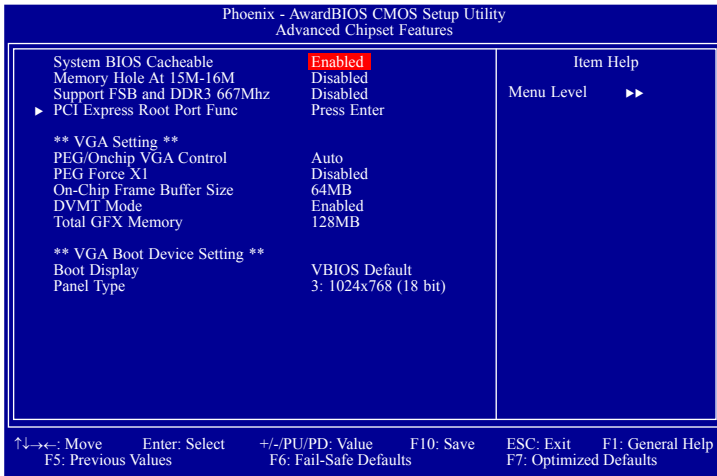 Phoenix - AwardBIOS CMOS Setup Utility
Advanced Chipset Features
System BIOS Cacheable Enabled
Memory Hole At 15M-16M Disabled
Support FSB and DDR3 667Mhz Disabled
▶ PCI Express Root Port Func Press Enter
** VGA Setting **
PEG/Onchip VGA Control Auto
PEG Force X1 Disabled
On-Chip Frame Buffer Size 64MB
DVMT Mode Enabled
Total GFX Memory 128MB
** VGA Boot Device Setting **
Boot Display VBIOS Default
Panel Type 3: 1024x768 (18 bit)
Item Help
Menu Level ▶▶
↑↓→←: Move Enter: Select +/-/PU/PD: Value F10: Save ESC: Exit F1: General Help
F5: Previous Values F6: Fail-Safe Defaults F7: Optimized Defaults